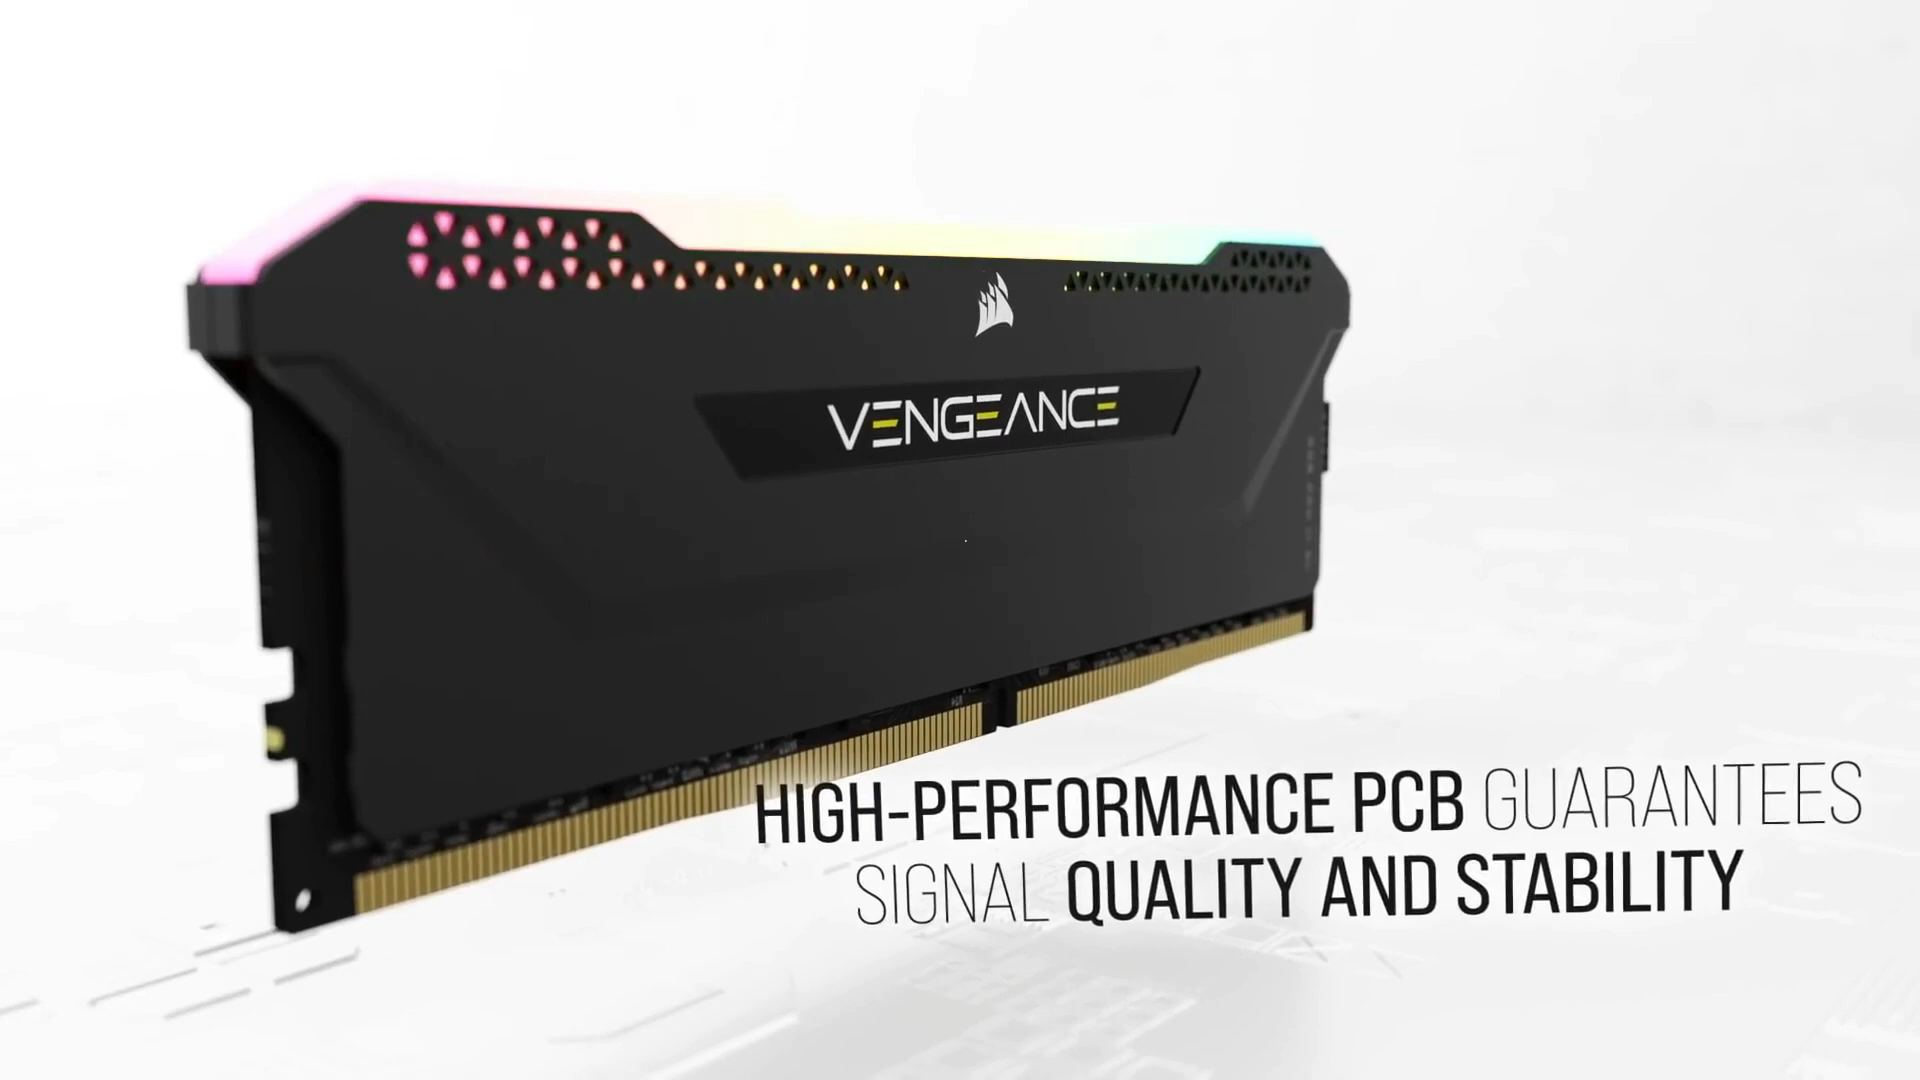 VENGEANCE
HIGH-PERFORMANCE PCB GUARANTEES
SIGNAL QUALITY AND STABILITY